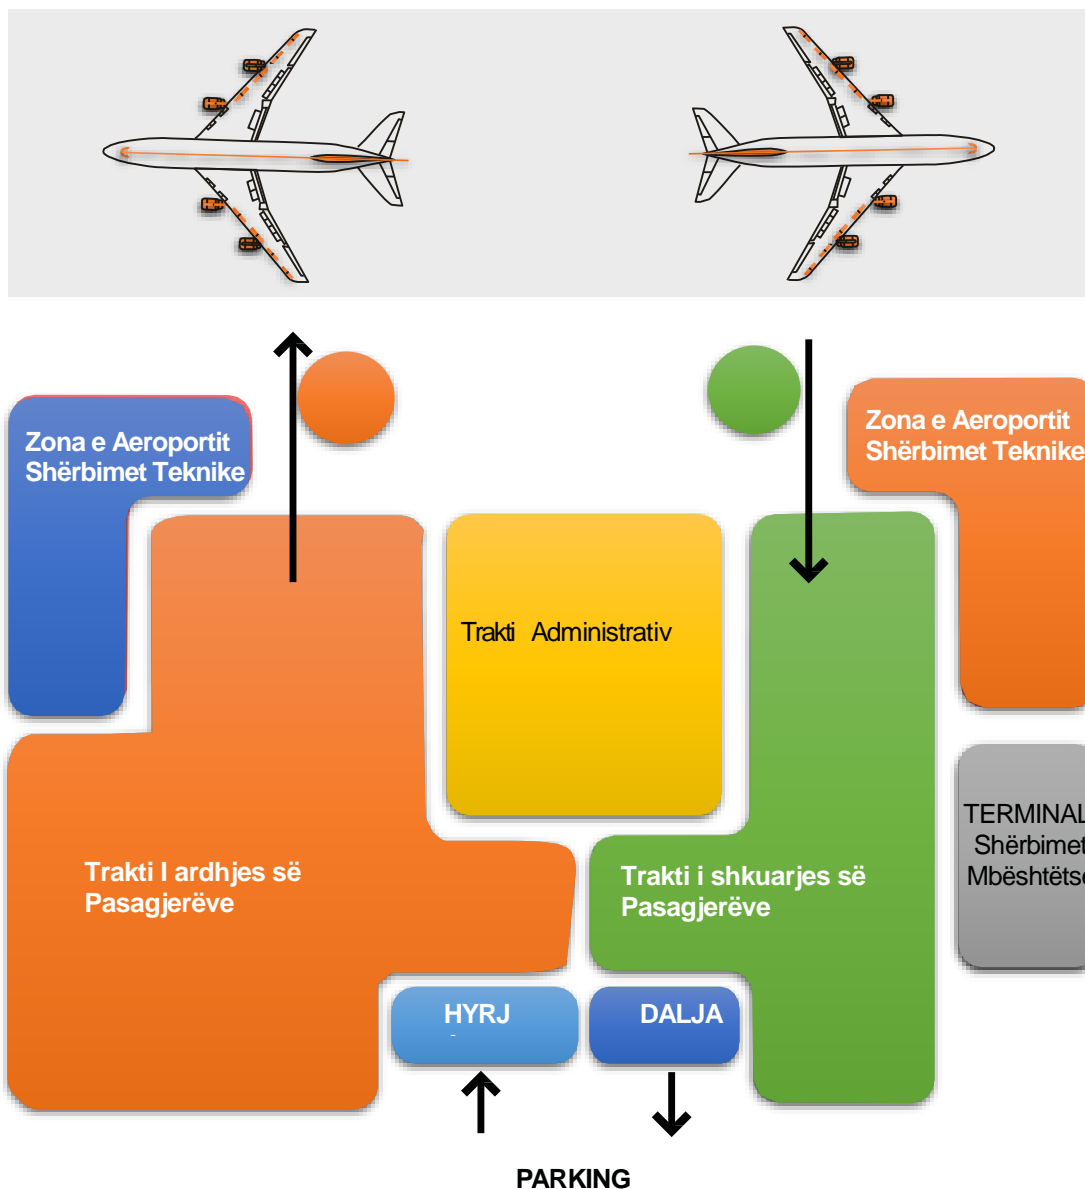 Zona e Aeroportit
Shërbimet Teknike
Zona e Aeroportit
Shërbimet Teknike
Trakti Administrativ
TERMINAL
Shërbimet
Mbështëtse
Trakti I ardhjes së
Pasagjerëve
Trakti i shkuarjes së
Pasagjerëve
HYRJ
DALJA
PARKING